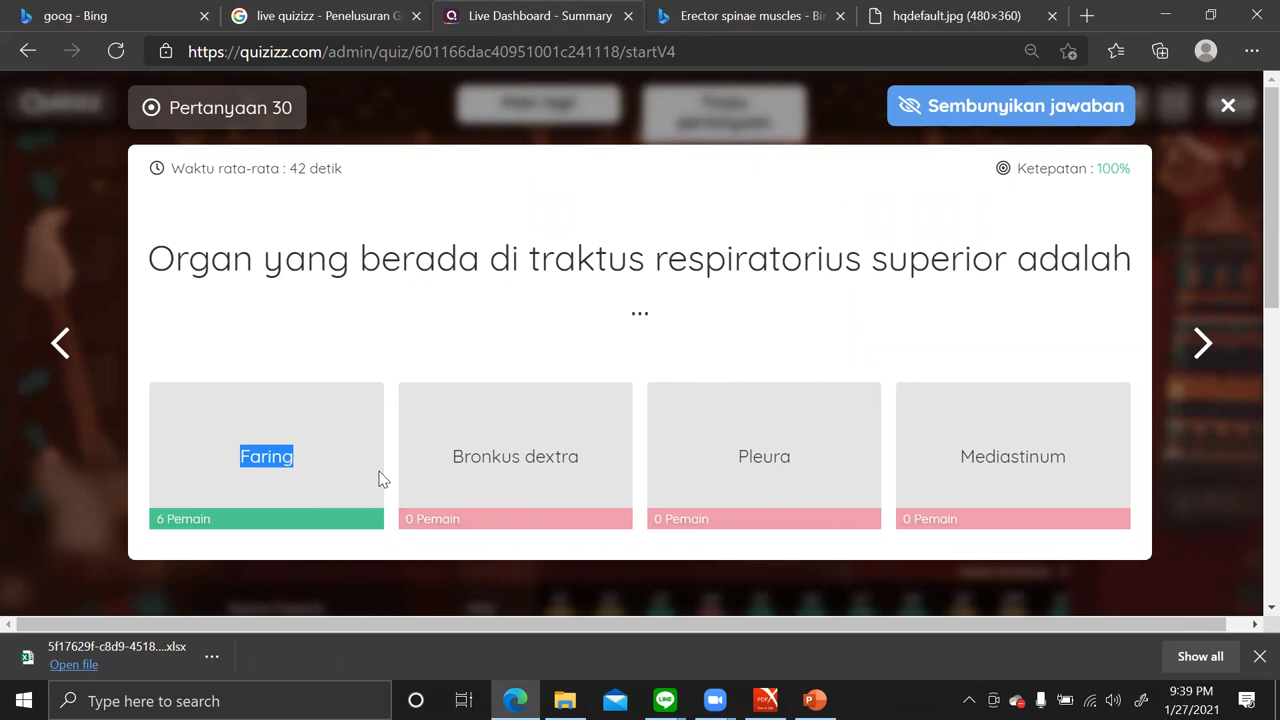 goog - Bing
live quizizz - Penelusuran G
Live Dashboard - Summary
Erector spinae muscles - Bin
hqdefault.jpg (480×360)
https://quizizz.com/admin/quiz/601166dac40951001c241118/startV4
Pertanyaan 30
Sembunyikan jawaban
Waktu rata-rata : 42 detik
Ketepatan : 100%
Organ yang berada di traktus respiratorius superior adalah
...
Faring
Bronkus dextra
Pleura
Mediastinum
6 Pemain
0 Pemain
0 Pemain
0 Pemain
5f17629f-c8d9-4518....xlsx
Open file
Show all
Type here to search
LINE
9:39 PM
1/27/2021